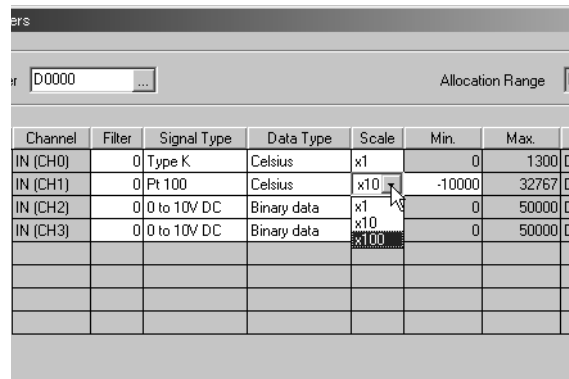 ers
er D0000 ... Allocation Range
Channel Filter Signal Type Data Type Scale Min. Max.
IN (CH0) 0 Type K Celsius x1 0 1300 D
IN (CH1) 0 Pt 100 Celsius x10 -10000 32767 D
IN (CH2) 0 0 to 10V DC Binary data x1 0 50000 D
x10
IN (CH3) 0 0 to 10V DC Binary data 0 50000 D
x100